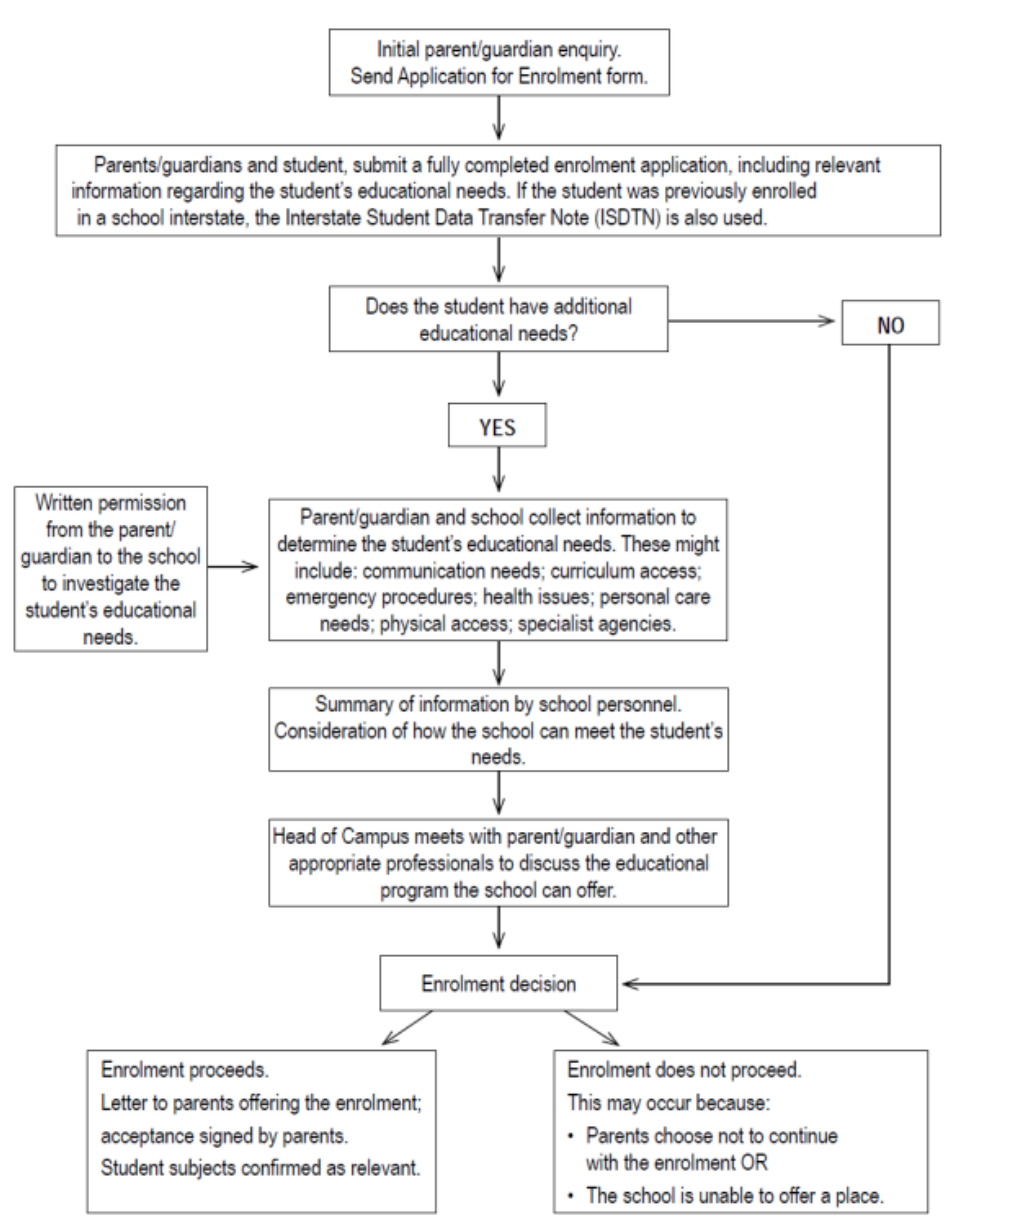 Initial parent/guardian enquiry.
Send Application for Enrolment form.
Parents/guardians and student, submit a fully completed enrolment application, including relevant
information regarding the student's educational needs. If the student was previously enrolled
in a school interstate, the Interstate Student Data Transfer Note (ISDTN) is also used.
Does the student have additional
educational needs?
NO
YES
Written permission
from the parent/
guardian to the school
to investigate the
student's educational
needs.
Parent/guardian and school collect information to
determine the student's educational needs. These might
include: communication needs; curriculum access;
emergency procedures; health issues; personal care
needs; physical access; specialist agencies.
Summary of information by school personnel.
Consideration of how the school can meet the student's
needs.
Head of Campus meets with parent/guardian and other
appropriate professionals to discuss the educational
program the school can offer.
Enrolment decision
Enrolment proceeds.
Letter to parents offering the enrolment;
acceptance signed by parents.
Student subjects confirmed as relevant.
Enrolment does not proceed.
This may occur because:
• Parents choose not to continue
with the enrolment OR
• The school is unable to offer a place.